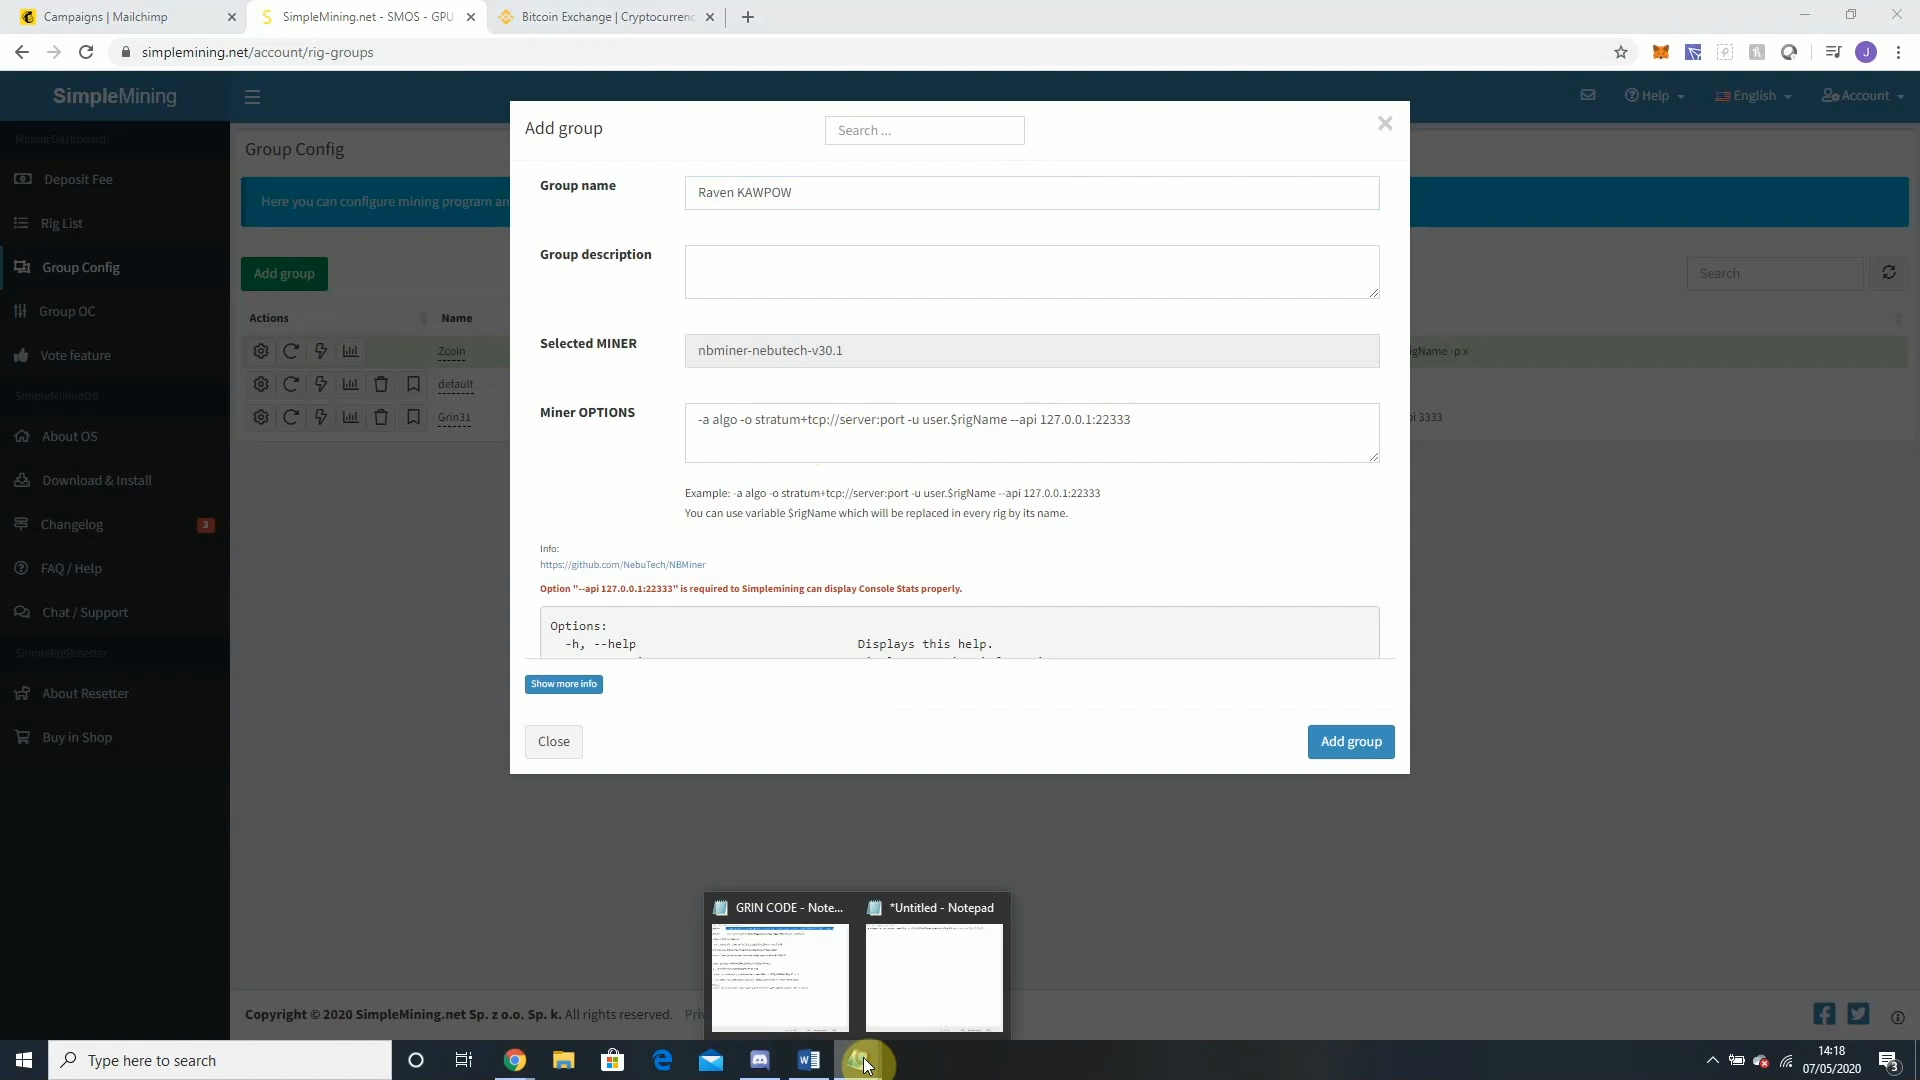 Campaigns | Mailchimp
SimpleMining.net - SMOS - GPU
Bitcoin Exchange | Cryptocurrenc
simplemining.net/account/rig-groups
J
SimpleMining
Help
English
Account
Mining Dashboard
Deposit Fee
Rig List
Group Config
Group OC
Vote feature
SimpleMiningOS
About OS
Download & Install
Changelog
3
FAQ / Help
Chat / Support
SimpleRigResetter
About Resetter
Buy in Shop
Group Config
Here you can configure mining program an
Add group
Search
Actions
Name
Zcoin
igName -p x
default
Grin31
i 3333
Add group
Search ...
Group name
Raven KAWPOW
Group description
Selected MINER
nbminer-nebutech-v30.1
Miner OPTIONS
-a algo -o stratum+tcp://server:port -u user.$rigName --api 127.0.0.1:22333
Example: -a algo -o stratum+tcp://server:port -u user.$rigName --api 127.0.0.1:22333
You can use variable $rigName which will be replaced in every rig by its name.
Info:
https://github.com/NebuTech/NBMiner
Option "--api 127.0.0.1:22333" is required to Simplemining can display Console Stats properly.
Options:
-h, --help Displays this help.
Show more info
Close
Add group
GRIN CODE - Note...
*Untitled - Notepad
Copyright © 2020 SimpleMining.net Sp. z o.o. Sp. k. All rights reserved. Pri
Type here to search
14:18
07/05/2020
3